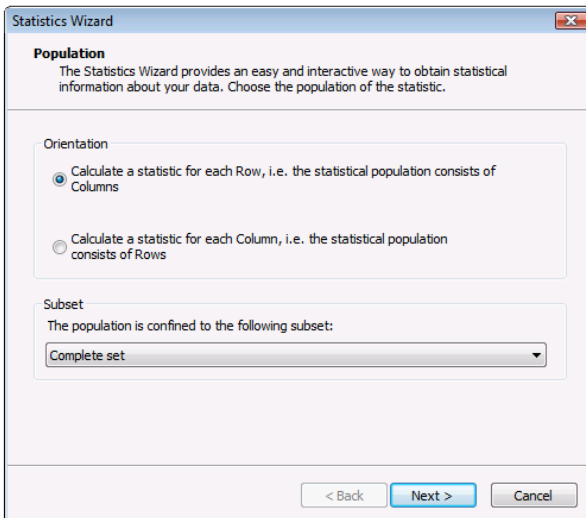 Statistics Wizard
Population
The Statistics Wizard provides an easy and interactive way to obtain statistical
information about your data. Choose the population of the statistic.
Orientation
Calculate a statistic for each Row, i.e. the statistical population consists of
Columns
Calculate a statistic for each Column, i.e. the statistical population
consists of Rows
Subset
The population is confined to the following subset:
Complete set
< Back
Next >
Cancel